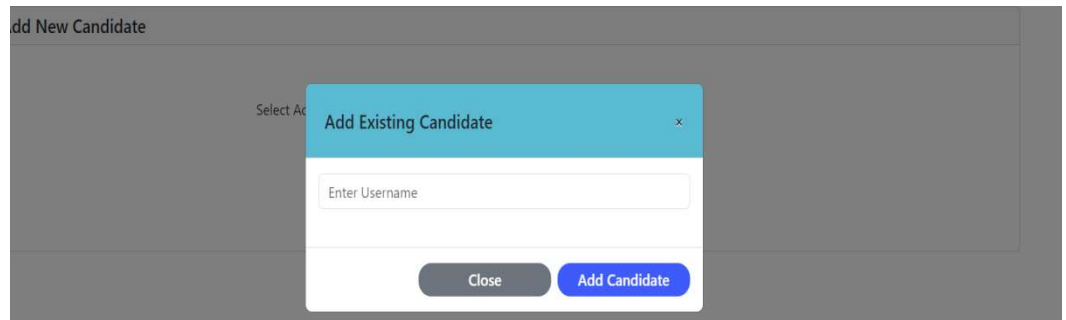 dd New Candidate
Select Ac
Add Existing Candidate x
Enter Username
Close Add Candidate